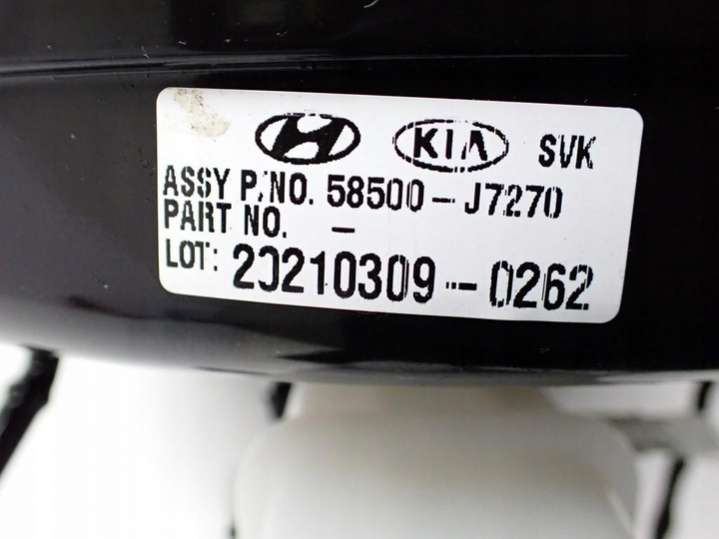 KIA SVK
ASSY P/NO. 58500-J7270
PART NO. -
LOT: 20210309-0262